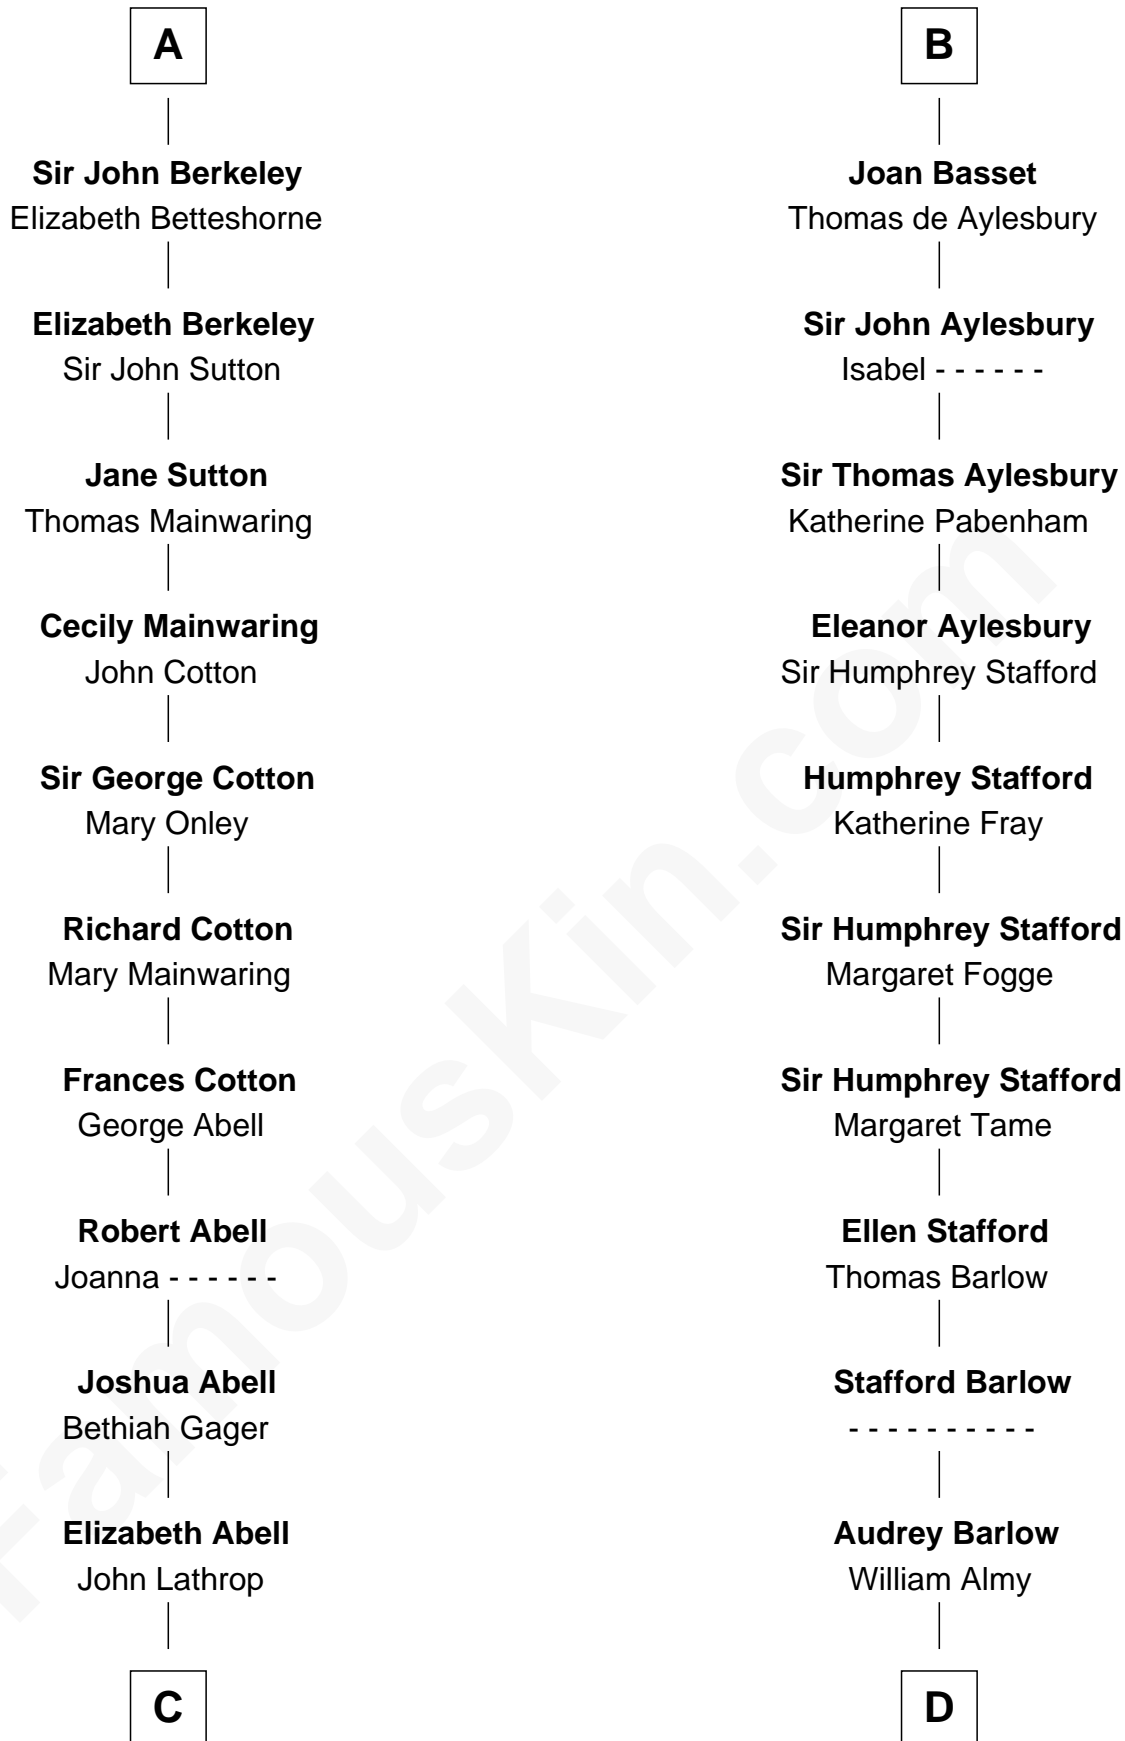 A
Sir John Berkeley
Elizabeth Betteshorne
Elizabeth Berkeley
Sir John Sutton
Jane Sutton
Thomas Mainwaring
Cecily Mainwaring
John Cotton
Sir George Cotton
Mary Onley
Richard Cotton
Mary Mainwaring
Frances Cotton
George Abell
Robert Abell
Joanna - - - - - -
Joshua Abell
Bethiah Gager
Elizabeth Abell
John Lathrop
C
B
Joan Basset
Thomas de Aylesbury
Sir John Aylesbury
Isabel - - - - - -
Sir Thomas Aylesbury
Katherine Pabenham
Eleanor Aylesbury
Sir Humphrey Stafford
Humphrey Stafford
Katherine Fray
Sir Humphrey Stafford
Margaret Fogge
Sir Humphrey Stafford
Margaret Tame
Ellen Stafford
Thomas Barlow
Stafford Barlow
- - - - - - - - - -
Audrey Barlow
William Almy
D
FamousKin.com